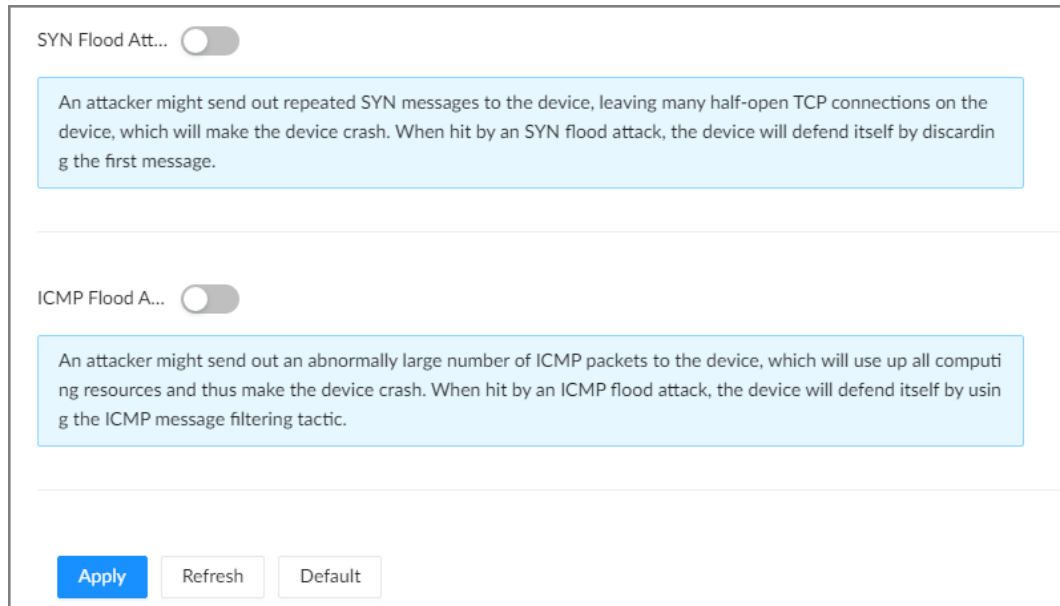 SYN Flood Att...
An attacker might send out repeated SYN messages to the device, leaving many half-open TCP connections on the
device, which will make the device crash. When hit by an SYN flood attack, the device will defend itself by discardin
g the first message.
ICMP Flood A...
An attacker might send out an abnormally large number of ICMP packets to the device, which will use up all computi
ng resources and thus make the device crash. When hit by an ICMP flood attack, the device will defend itself by usin
g the ICMP message filtering tactic.
Apply Refresh Default